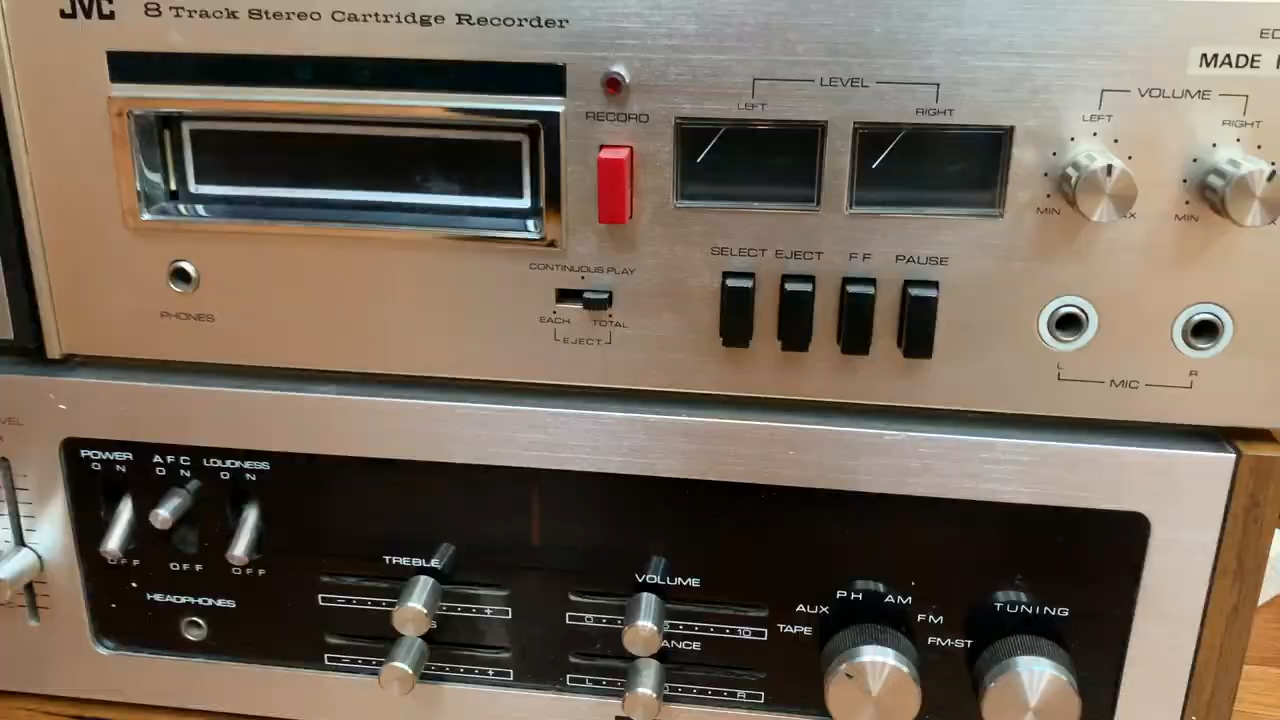 JVC 8 Track Stereo Cartridge Recorder
MADE
RECORD
LEVEL
LEFT RIGHT
VOLUME
LEFT RIGHT
MIN
MIN
PHONES
CONTINUOUS PLAY
EACH TOTAL
EJECT
SELECT EJECT FF PAUSE
L R
MIC
POWER AFC LOUDNESS
ON ON ON
OFF OFF OFF
HEADPHONES
TREBLE
- +
- +
VOLUME
0 10
L R
TAPE AUX PH AM FM FM-ST
TUNING